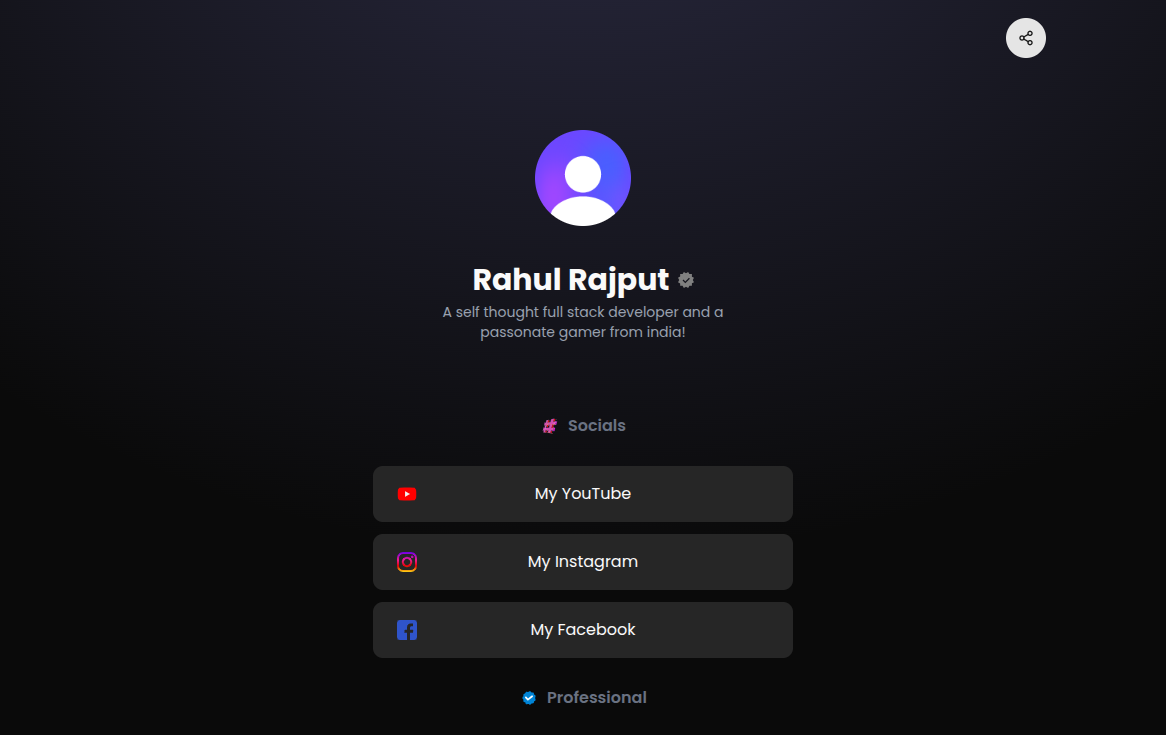 Rahul Rajput
A self thought full stack developer and a
passonate gamer from india!
# Socials
My YouTube
My Instagram
My Facebook
Professional